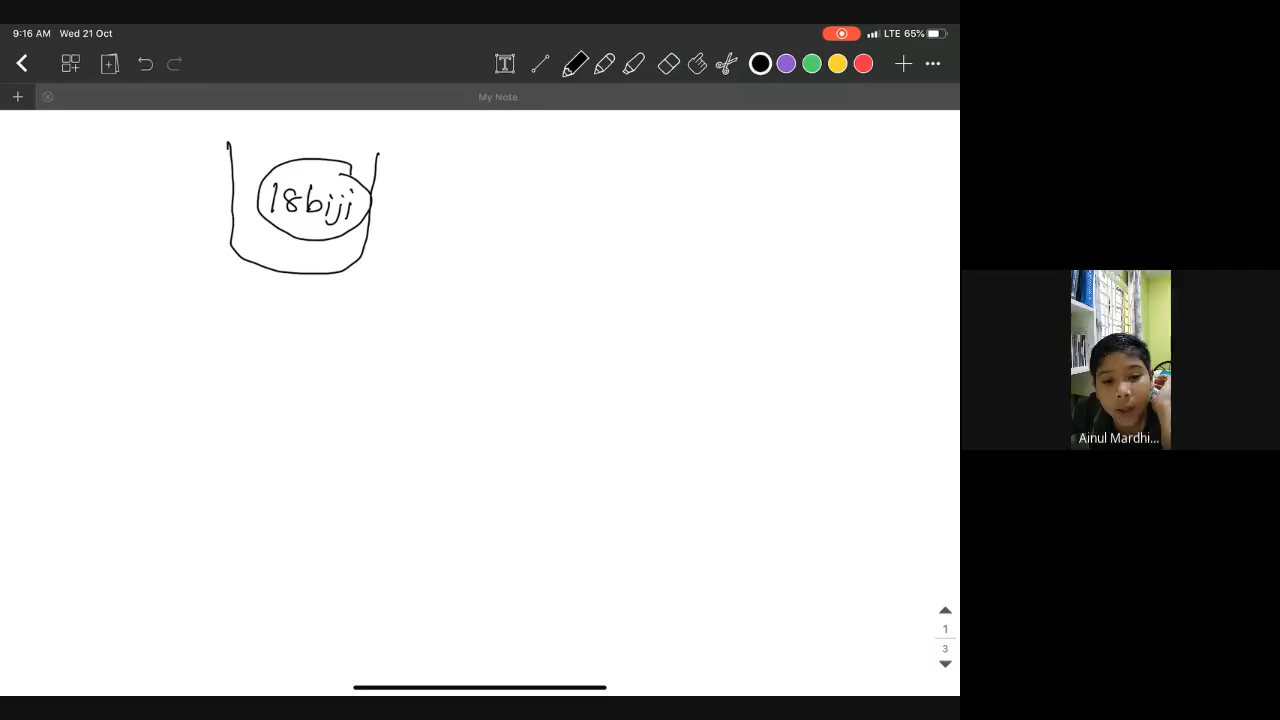 9:16 AM Wed 21 Oct
LTE 65%
T
My Note
18biji
Ainul Mardhi...
1
3